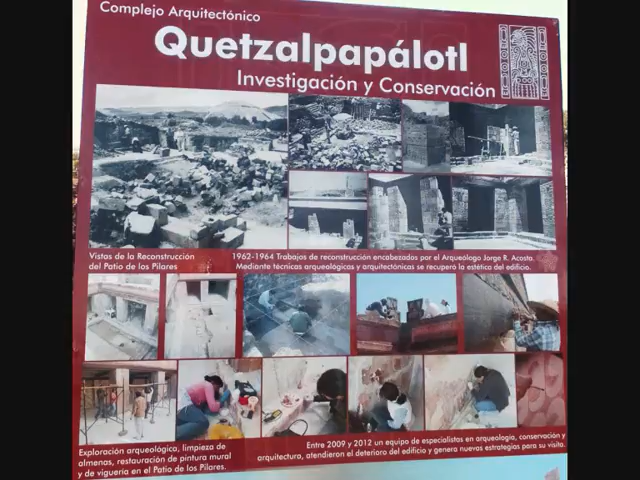 Complejo Arquitectónico
Quetzalpapálotl
Investigación y Conservación
Vistas de la Reconstrucción
del Patio de los Pilares
1962-1964 Trabajos de reconstrucción encabezados por el Arqueólogo Jorge R. Acosta.
Mediante técnicas arqueológicas y arquitectónicas se recuperó la estética del edificio.
Exploración arqueológica, limpieza de
almenas, restauración de pintura mural
y de viguería en el Patio de los Pilares.
Entre 2009 y 2012 un equipo de especialistas en arqueología, conservación y
arquitectura, atendieron el deterioro del edificio y genera nuevas estrategias para su visita.